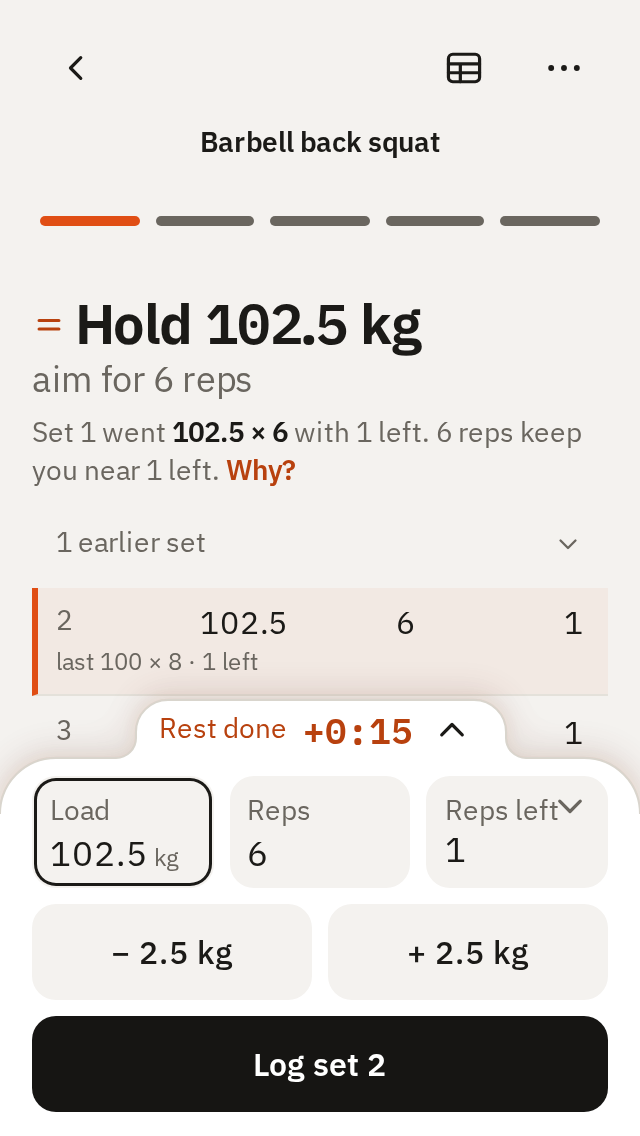 Barbell back squat
= Hold 102.5 kg
aim for 6 reps
Set 1 went 102.5 × 6 with 1 left. 6 reps keep
you near 1 left. Why?
1 earlier set
2 102.5 6 1
last 100 × 8 · 1 left
Rest done +0:15
3 1
Load Reps Reps left
102.5 kg 6 1
− 2.5 kg + 2.5 kg
Log set 2